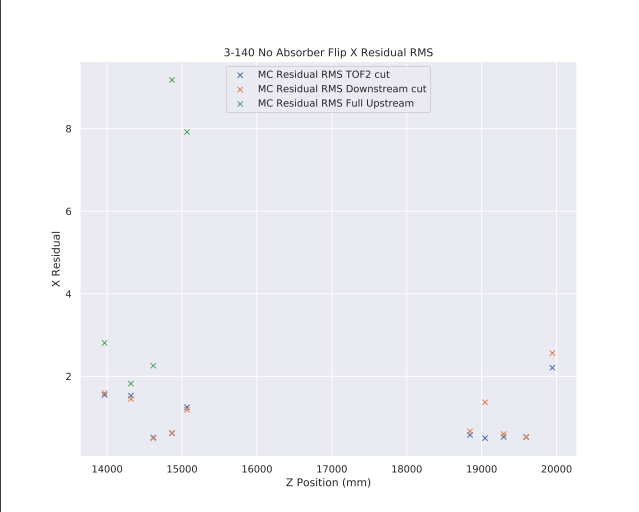 3-140 No Absorber Flip X Residual RMS
MC Residual RMS TOF2 cut
MC Residual RMS Downstream cut
MC Residual RMS Full Upstream
8
6
4
2
X Residual
14000 15000 16000 17000 18000 19000 20000
Z Position (mm)